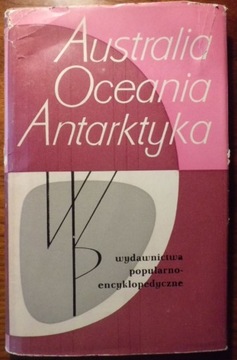 Australia
Oceania
Antarktyka
WP
wydawnictwa
popularno-
encyklopedyczne